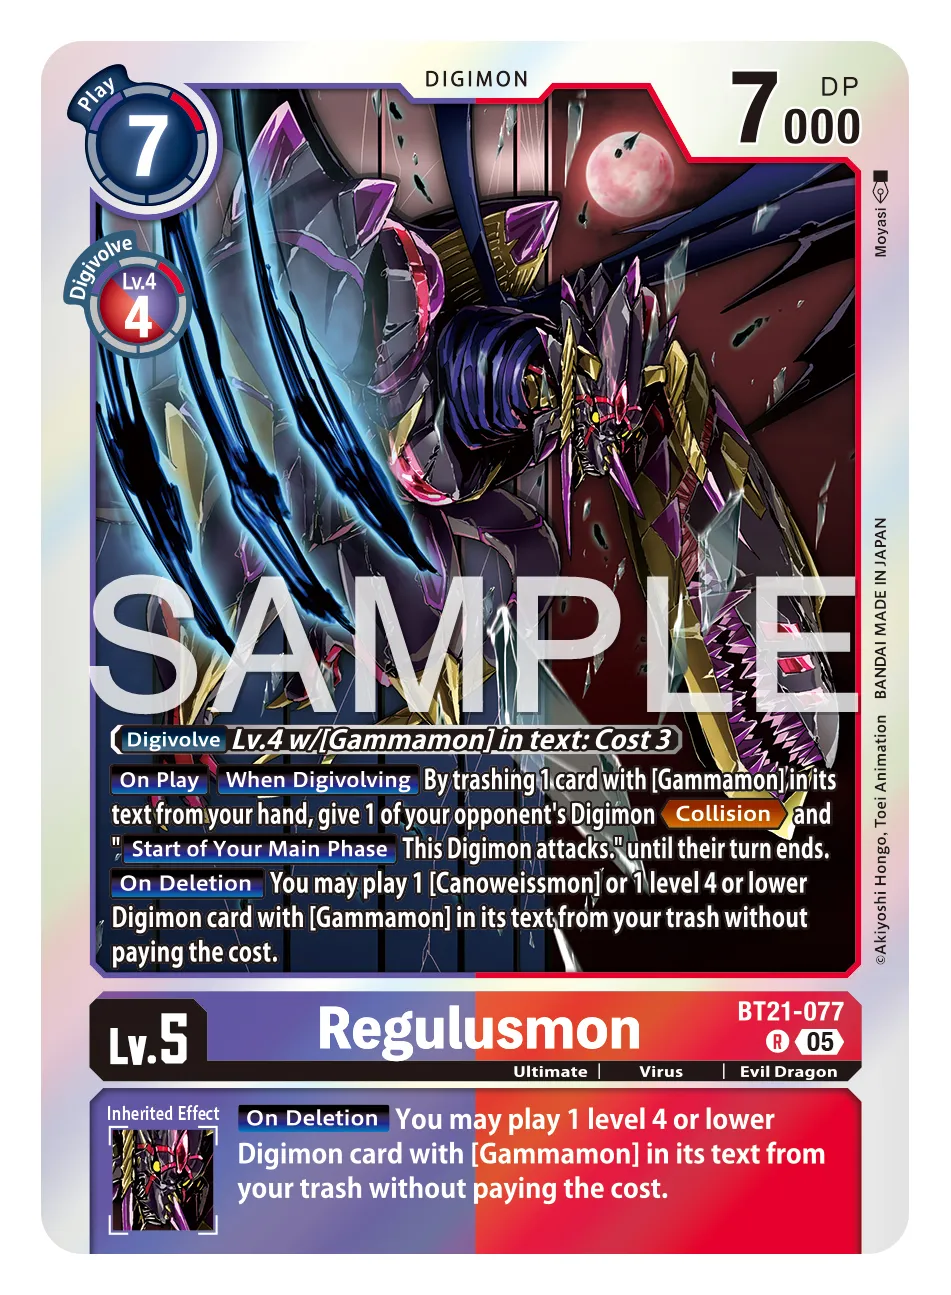 DIGIMON
Play
7
7000
DP
Digivolve
Lv.4
4
Moyasi
SAMPLE
Digivolve Lv.4 w/[Gammamon] in text: Cost 3
On Play When Digivolving By trashing 1 card with [Gammamon] in its
text from your hand, give 1 of your opponent's Digimon Collision and
" Start of Your Main Phase This Digimon attacks." until their turn ends.
On Deletion You may play 1 [Canoweissmon] or 1 level 4 or lower
Digimon card with [Gammamon] in its text from your trash without
paying the cost.
©Akiyoshi Hongo, Toei Animation BANDAI MADE IN JAPAN
Lv.5
Regulusmon
BT21-077
R 05
Ultimate | Virus | Evil Dragon
Inherited Effect
On Deletion You may play 1 level 4 or lower
Digimon card with [Gammamon] in its text from
your trash without paying the cost.